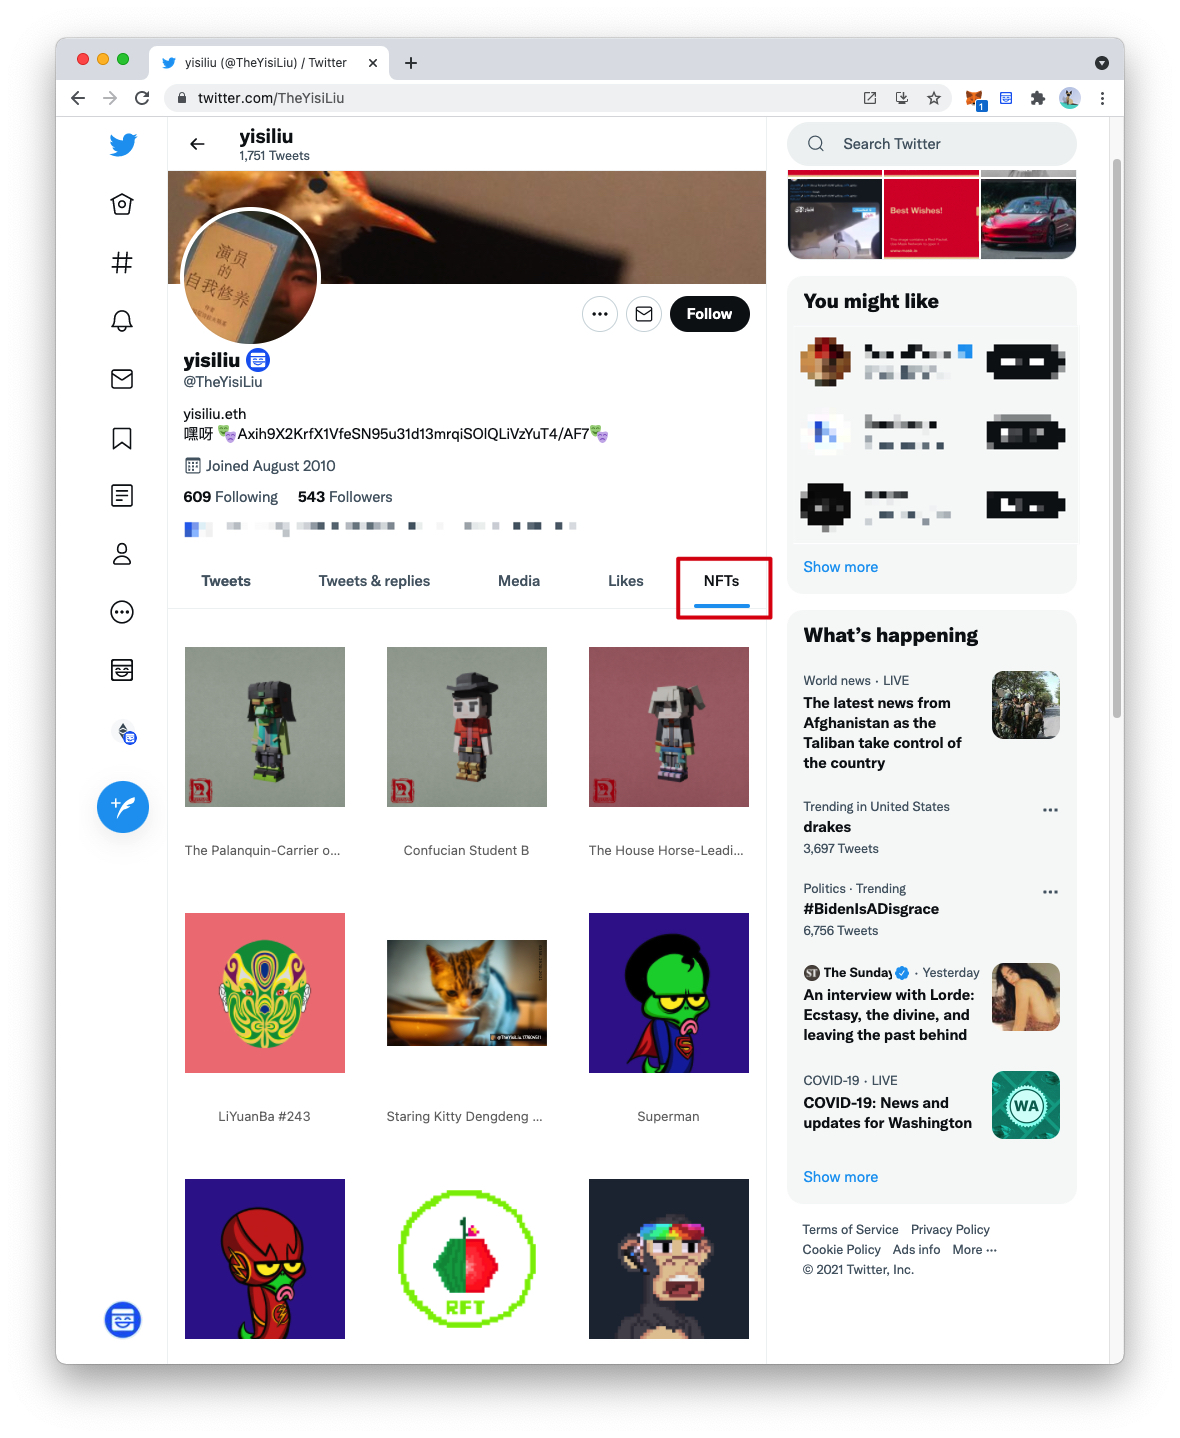 yisiliu (@TheYisiLiu) / Twitter
twitter.com/TheYisiLiu
1
yisiliu
1,751 Tweets
Search Twitter
演员
的
自我修养
Best Wishes!
Follow
yisiliu
@TheYisiLiu
yisiliu.eth
嘿呀 🎭Axih9X2KrfX1VfeSN95u31d13mrqiSOlQLiVzYuT4/AF7🎭
Joined August 2010
609 Following 543 Followers
Tweets
Tweets & replies
Media
Likes
NFTs
The Palanquin-Carrier o...
Confucian Student B
The House Horse-Leadi...
@TheYisiLiu
LiYuanBa #243
Staring Kitty Dengdeng ...
Superman
RFT
You might like
Show more
What's happening
World news · LIVE
The latest news from
Afghanistan as the
Taliban take control of
the country
Trending in United States
drakes
3,697 Tweets
Politics · Trending
#BidenIsADisgrace
6,756 Tweets
ST The Sunday · Yesterday
An interview with Lorde:
Ecstasy, the divine, and
leaving the past behind
COVID-19 · LIVE
COVID-19: News and
updates for Washington
WA
Show more
Terms of Service Privacy Policy
Cookie Policy Ads info More ···
© 2021 Twitter, Inc.